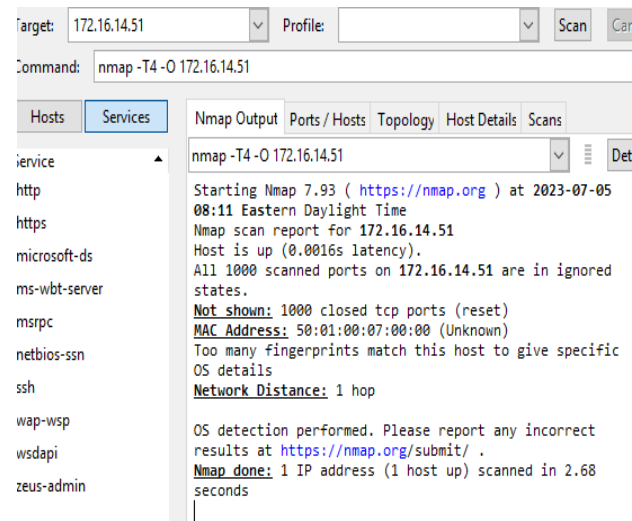 Target: 172.16.14.51 Profile: Scan Can
Command: nmap -T4 -O 172.16.14.51
Hosts Services Nmap Output Ports / Hosts Topology Host Details Scans
Service
http
https
microsoft-ds
ms-wbt-server
msrpc
netbios-ssn
ssh
wap-wsp
wsdapi
zeus-admin
nmap -T4 -O 172.16.14.51 Det
Starting Nmap 7.93 ( https://nmap.org ) at 2023-07-05
08:11 Eastern Daylight Time
Nmap scan report for 172.16.14.51
Host is up (0.0016s latency).
All 1000 scanned ports on 172.16.14.51 are in ignored
states.
Not shown: 1000 closed tcp ports (reset)
MAC Address: 50:01:00:07:00:00 (Unknown)
Too many fingerprints match this host to give specific
OS details
Network Distance: 1 hop
OS detection performed. Please report any incorrect
results at https://nmap.org/submit/ .
Nmap done: 1 IP address (1 host up) scanned in 2.68
seconds